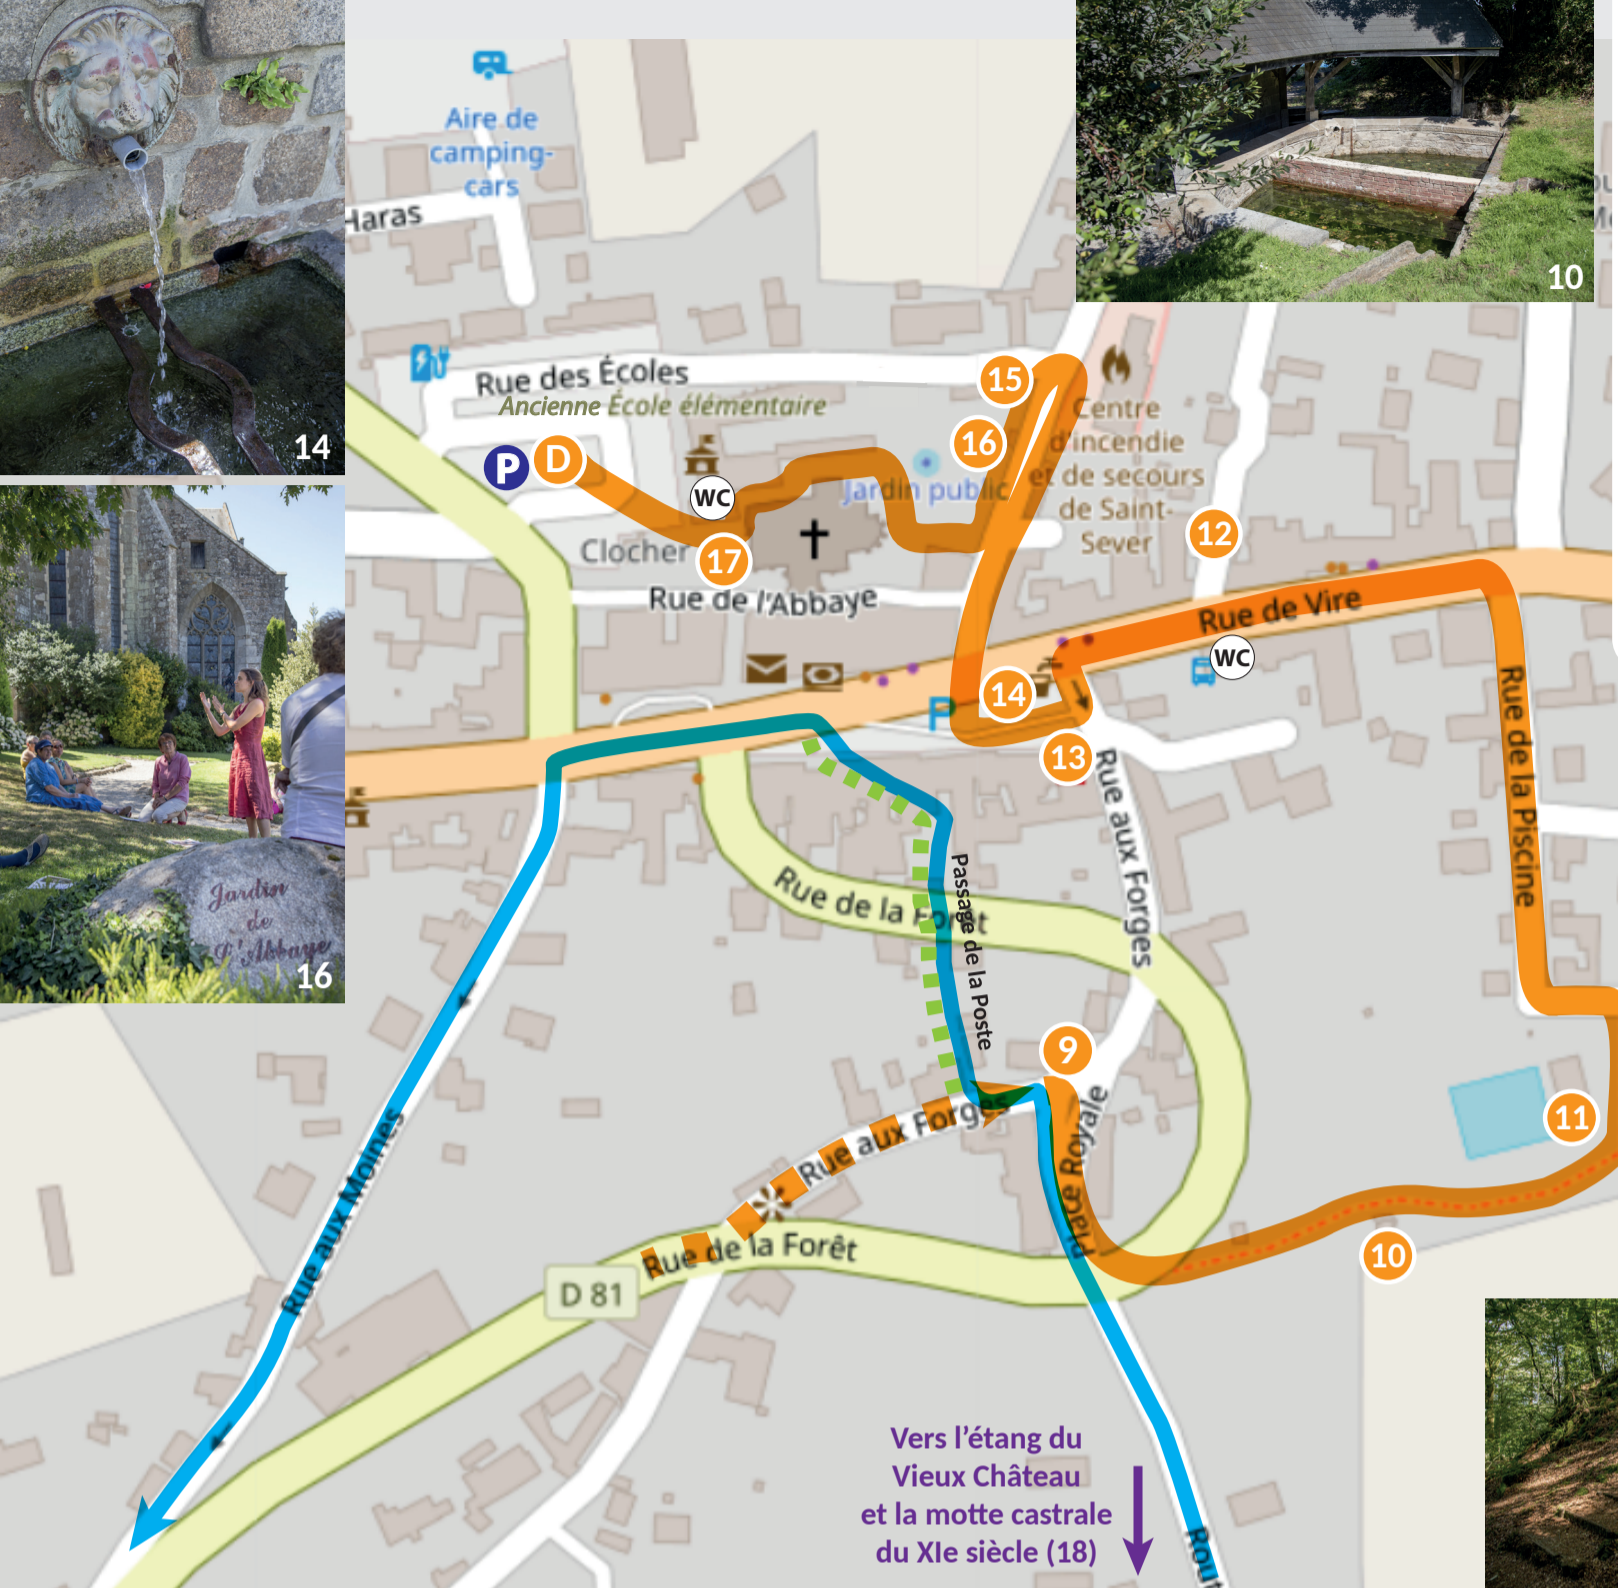 14
16
Jardin
de
l'Abbaye
10
Aire de
camping-
cars
Haras
Rue des Écoles
Ancienne École élémentaire
P
D
WC
Clocher
17
Jardin public
15
16
Centre
d'incendie
et de secours
de Saint-
Sever
12
Rue de l'Abbaye
Rue de Vire
WC
P
14
13
Rue de la Piscine
Rue aux Forges
Rue de la Forêt
Passage de la Poste
9
11
Place Royale
Rue aux Forges
Rue aux Moines
Rue de la Forêt
D 81
10
Vers l'étang du
Vieux Château
et la motte castrale
du XIe siècle (18)